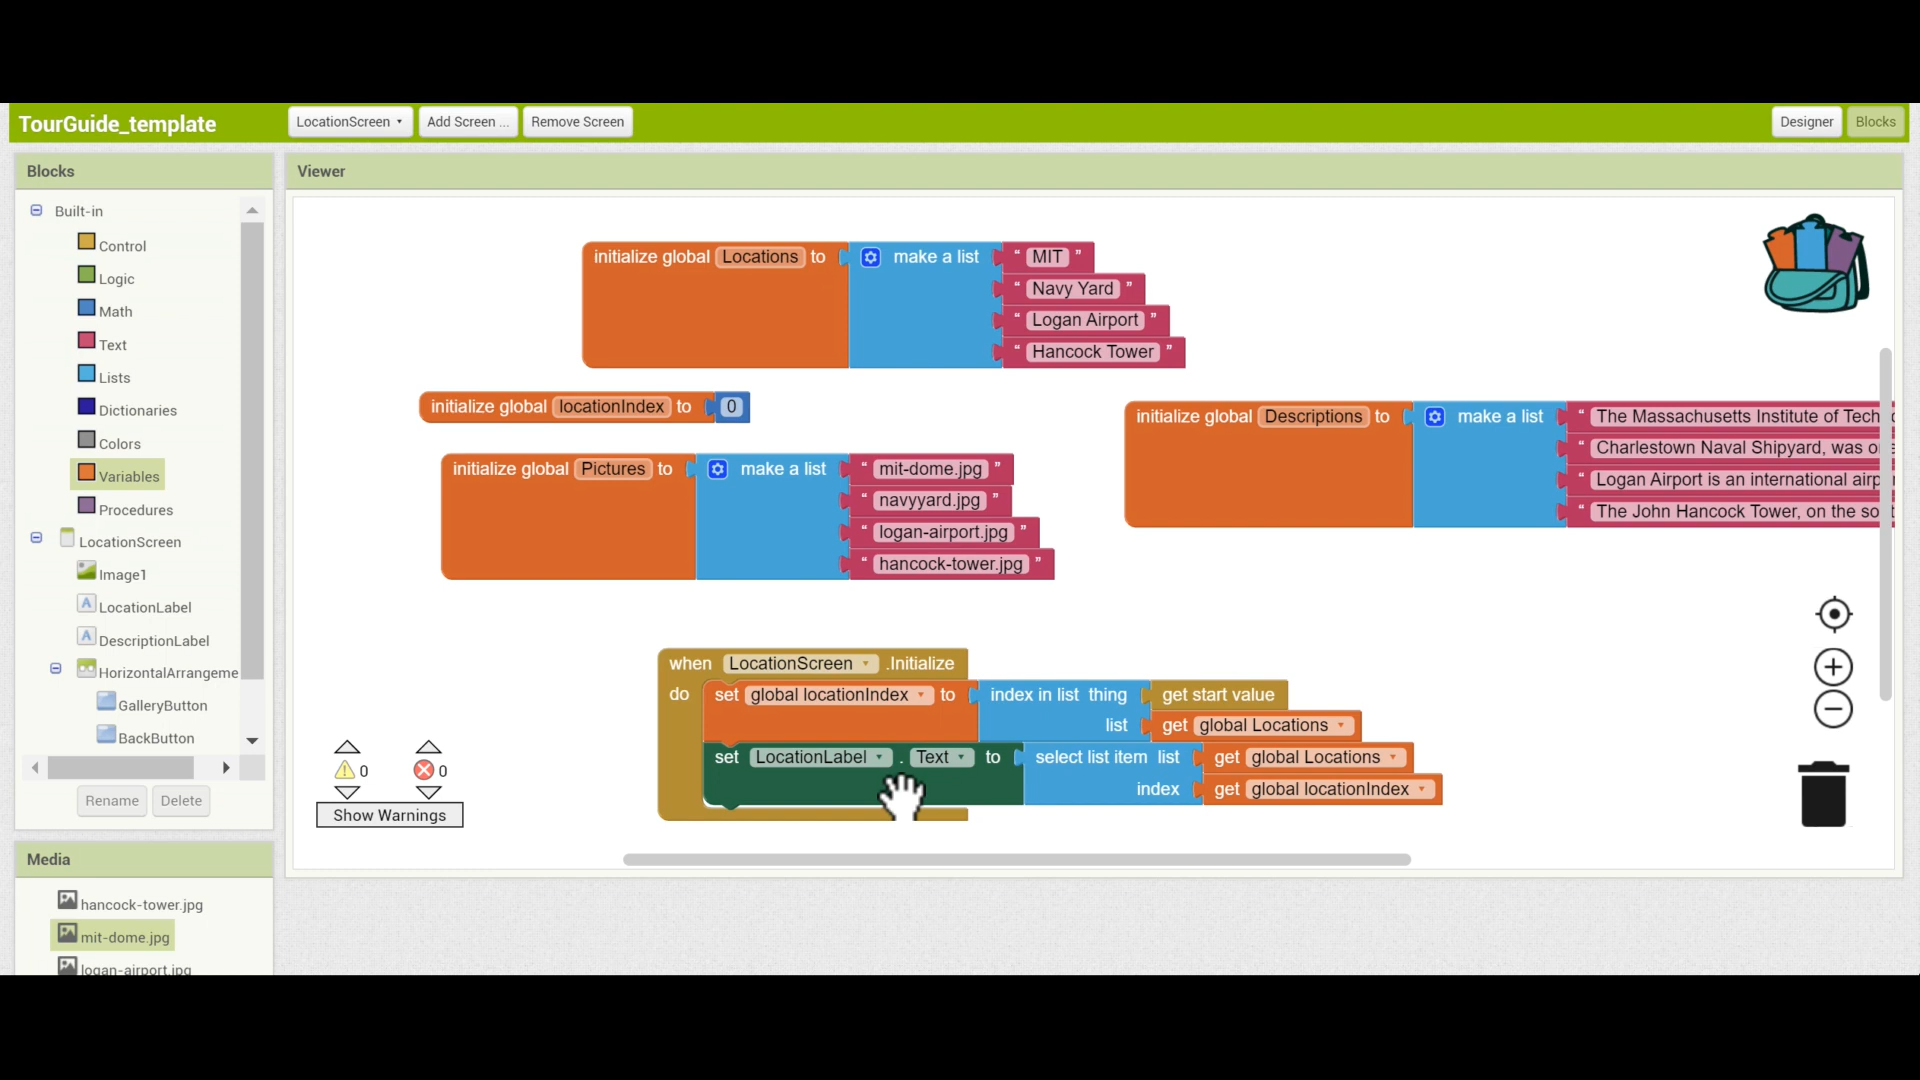 TourGuide_template
LocationScreen
Add Screen ...
Remove Screen
Designer
Blocks
Blocks
Viewer
Built-in
Control
Logic
Math
Text
Lists
Dictionaries
Colors
Variables
Procedures
LocationScreen
Image1
LocationLabel
DescriptionLabel
HorizontalArrangeme
GalleryButton
BackButton
Rename
Delete
Media
hancock-tower.jpg
mit-dome.jpg
logan-airport.jpg
initialize global Locations to make a list “ MIT ”
“ Navy Yard ”
“ Logan Airport ”
“ Hancock Tower ”
initialize global locationIndex to 0
initialize global Pictures to make a list “ mit-dome.jpg ”
“ navyyard.jpg ”
“ logan-airport.jpg ”
“ hancock-tower.jpg ”
initialize global Descriptions to make a list “ The Massachusetts Institute of Tech
“ Charlestown Naval Shipyard, was
“ Logan Airport is an international
“ The John Hancock Tower, on the
when LocationScreen .Initialize
do set global locationIndex to index in list thing get start value
list get global Locations
set LocationLabel . Text to select list item list get global Locations
index get global locationIndex
0
0
Show Warnings